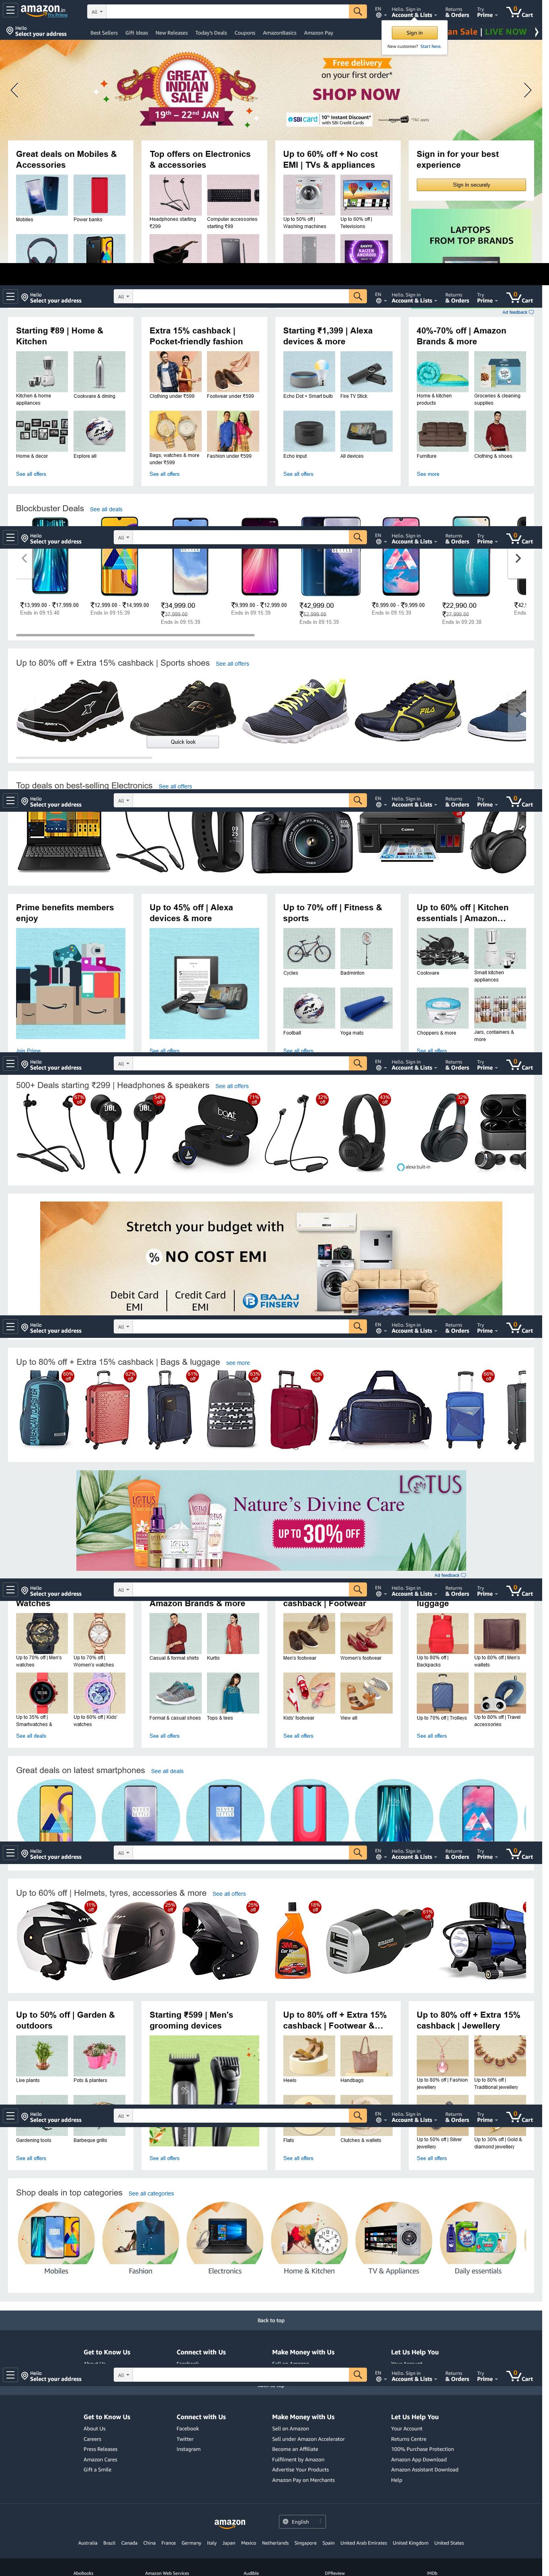 amazon.in
Try Prime
All
EN
Hello, Sign in
Account & Lists
Returns
& Orders
Try
Prime
0
Cart
Hello
Select your address
Best Sellers Gift Ideas New Releases Today's Deals Coupons AmazonBasics Amazon Pay
an Sale | LIVE NOW
Sign in
New customer? Start here.
GREAT
INDIAN
SALE
19th – 22ND JAN
Free delivery
on your first order*
SHOP NOW
SBI card
10% Instant Discount*
with SBI Credit Cards
*T&C apply
Great deals on Mobiles &
Accessories
Mobiles
Power banks
Top offers on Electronics
& accessories
Headphones starting
₹299
Computer accessories
starting ₹99
Up to 60% off + No cost
EMI | TVs & appliances
Up to 50% off |
Washing machines
Up to 60% off |
Televisions
Sign in for your best
experience
Sign in securely
LAPTOPS
FROM TOP BRANDS
Hello
Select your address
All
EN
Hello, Sign in
Account & Lists
Returns
& Orders
Try
Prime
0
Cart
Ad feedback
Starting ₹89 | Home &
Kitchen
Kitchen & home
appliances
Cookware & dining
Home & decor
Explore all
See all offers
Extra 15% cashback |
Pocket-friendly fashion
Clothing under ₹599
Footwear under ₹599
Bags, watches & more
under ₹599
Fashion under ₹599
See all offers
Starting ₹1,399 | Alexa
devices & more
Echo Dot + Smart bulb
Fire TV Stick
Echo input
All devices
See all offers
40%-70% off | Amazon
Brands & more
Home & kitchen
products
Groceries & cleaning
supplies
Furniture
Clothing & shoes
See more
Blockbuster Deals See all deals
Hello
Select your address
All
EN
Hello, Sign in
Account & Lists
Returns
& Orders
Try
Prime
0
Cart
₹13,999.00 - ₹17,999.00
Ends in 09:15:40
₹12,999.00 - ₹14,999.00
Ends in 09:15:39
₹34,999.00
₹37,999.00
Ends in 09:15:39
₹9,999.00 - ₹12,999.00
Ends in 09:15:39
₹42,999.00
Ends in 09:15:39
₹8,999.00 - ₹9,999.00
Ends in 09:15:39
₹22,990.00
₹27,990.00
Ends in 09:20:38
Ends
Up to 80% off + Extra 15% cashback | Sports shoes See all offers
FILA
Quick look
Top deals on best-selling Electronics See all offers
Hello
Select your address
All
EN
Hello, Sign in
Account & Lists
Returns
& Orders
Try
Prime
0
Cart
Canon
Prime benefits members
enjoy
Join Prime
Up to 45% off | Alexa
devices & more
See all offers
Up to 70% off | Fitness &
sports
Cycles
Badminton
Football
Yoga mats
See all offers
Up to 60% off | Kitchen
essentials | Amazon...
Cookware
Small kitchen
appliances
Choppers & more
Jars, containers &
more
See all offers
Hello
Select your address
All
EN
Hello, Sign in
Account & Lists
Returns
& Orders
Try
Prime
0
Cart
500+ Deals starting ₹299 | Headphones & speakers See all offers
JBL
JBL
boAt
alexa built-in
Stretch your budget with
% NO COST EMI
Debit Card
EMI
Credit Card
EMI
B BAJAJ
FINSERV
Hello
Select your address
All
EN
Hello, Sign in
Account & Lists
Returns
& Orders
Try
Prime
0
Cart
Up to 80% off + Extra 15% cashback | Bags & luggage see more
LOTUS
Nature's Divine Care
UP TO 30% OFF
Ad feedback
Hello
Select your address
All
EN
Hello, Sign in
Account & Lists
Returns
& Orders
Try
Prime
0
Cart
Watches
Up to 70% off | Men's
watches
Up to 70% off |
Women's watches
Up to 35% off |
Smartwatches &
Up to 60% off | Kids'
watches
See all deals
Amazon Brands & more
Casual & formal shirts
Kurtis
Formal & casual shoes
Tops & tees
See all offers
cashback | Footwear
Men's footwear
Women's footwear
Kids' footwear
View all
See all offers
luggage
Up to 80% off |
Backpacks
Up to 80% off | Men's
wallets
Up to 70% off | Trolleys
Up to 80% off | Travel
accessories
See all offers
Great deals on latest smartphones See all deals
Hello
Select your address
All
EN
Hello, Sign in
Account & Lists
Returns
& Orders
Try
Prime
0
Cart
Up to 60% off | Helmets, tyres, accessories & more See all offers
Up to 50% off | Garden &
outdoors
Live plants
Pots & planters
Starting ₹599 | Men's
grooming devices
Up to 80% off + Extra 15%
cashback | Footwear &...
Heels
Handbags
Up to 80% off + Extra 15%
cashback | Jewellery
Up to 80% off | Fashion
jewellery
Up to 80% off |
Traditional jewellery
Hello
Select your address
All
EN
Hello, Sign in
Account & Lists
Returns
& Orders
Try
Prime
0
Cart
Gardening tools
Barbeque grills
See all offers
See all offers
Flats
Clutches & wallets
See all offers
Up to 50% off | Silver
jewellery
Up to 30% off | Gold &
diamond jewellery
See all offers
Shop deals in top categories See all categories
Mobiles
Fashion
Electronics
Home & Kitchen
TV & Appliances
Daily essentials
Back to top
Get to Know Us Connect with Us Make Money with Us Let Us Help You
Hello
Select your address
All
EN
Hello, Sign in
Account & Lists
Returns
& Orders
Try
Prime
0
Cart
Get to Know Us
About Us
Careers
Press Releases
Amazon Cares
Gift a Smile
Connect with Us
Facebook
Twitter
Instagram
Make Money with Us
Sell on Amazon
Sell under Amazon Accelerator
Become an Affiliate
Fulfilment by Amazon
Advertise Your Products
Amazon Pay on Merchants
Let Us Help You
Your Account
Returns Centre
100% Purchase Protection
Amazon App Download
Amazon Assistant Download
Help
amazon
English
Australia Brazil Canada China France Germany Italy Japan Mexico Netherlands Singapore Spain United Arab Emirates United Kingdom United States
AbeBooks Amazon Web Services Audible DPReview IMDb